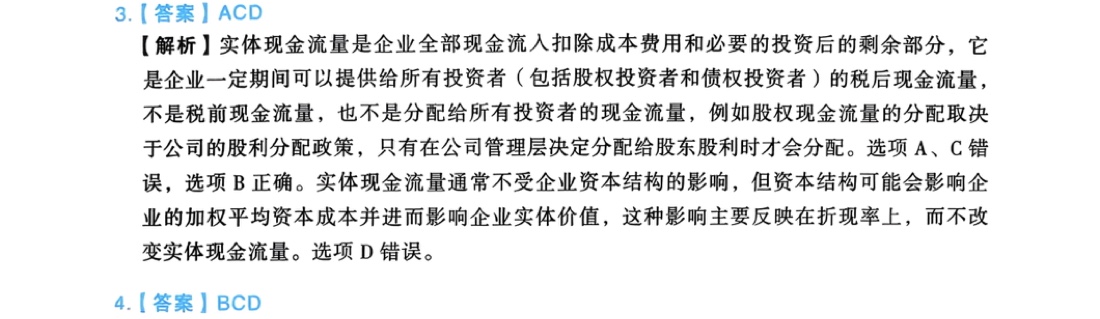 3.【答案】ACD
【解析】实体现金流量是企业全部现金流入扣除成本费用和必要的投资后的剩余部分，它
是企业一定期间可以提供给所有投资者（包括股权投资者和债权投资者）的税后现金流量，
不是税前现金流量，也不是分配给所有投资者的现金流量，例如股权现金流量的分配取决
于公司的股利分配政策，只有在公司管理层决定分配给股东股利时才会分配。选项 A、C 错
误，选项 B 正确。实体现金流量通常不受企业资本结构的影响，但资本结构可能会影响企
业的加权平均资本成本并进而影响企业实体价值，这种影响主要反映在折现率上，而不改
变实体现金流量。选项 D 错误。
4.【答案】BCD